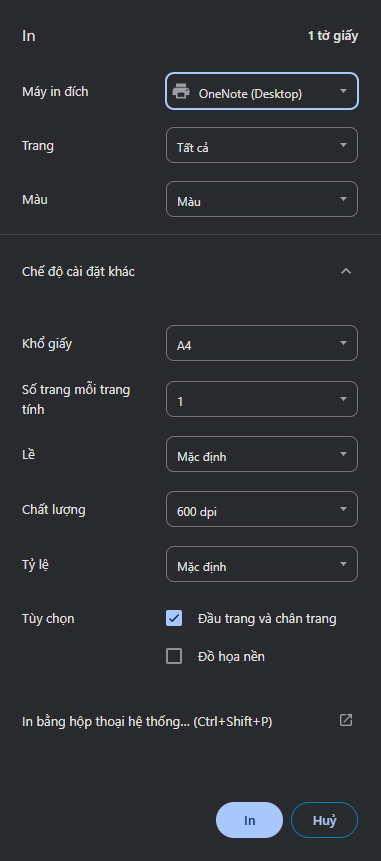 In
1 tờ giấy
Máy in đích
OneNote (Desktop)
Trang
Tất cả
Màu
Màu
Chế độ cài đặt khác
Khổ giấy
A4
Số trang mỗi trang
tính
1
Lề
Mặc định
Chất lượng
600 dpi
Tỷ lệ
Mặc định
Tùy chọn
Đầu trang và chân trang
Đồ họa nền
In bằng hộp thoại hệ thống... (Ctrl+Shift+P)
In
Huỷ